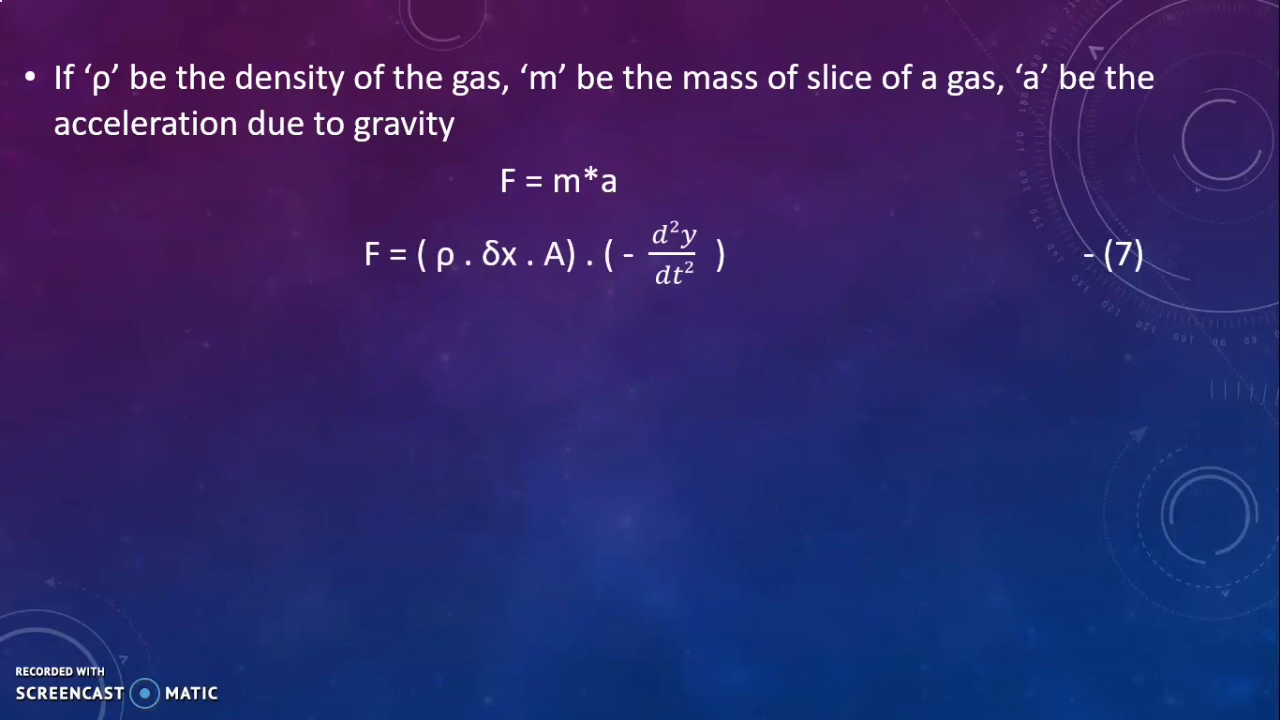 • If ‘ρ’ be the density of the gas, ‘m’ be the mass of slice of a gas, ‘a’ be the
acceleration due to gravity
F = m*a
F = ( ρ . δx . A) . ( - d²y/dt² ) - (7)
RECORDED WITH
SCREENCAST MATIC